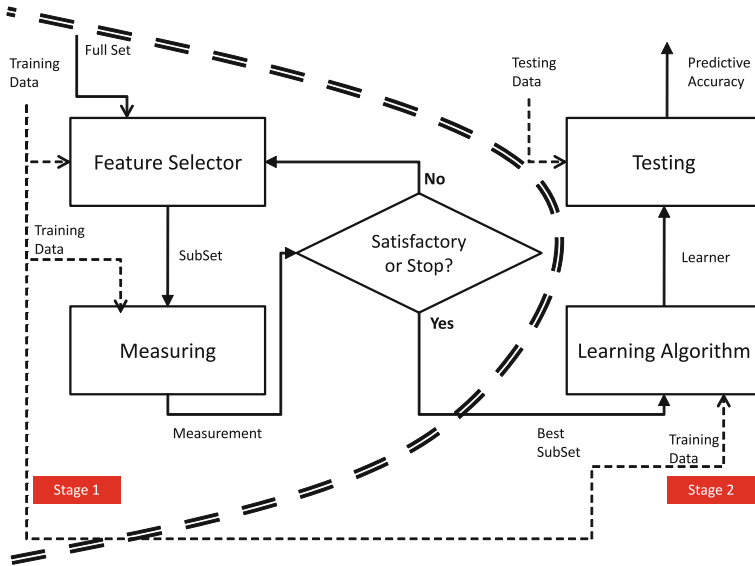 Full Set
Training
Data
Testing
Data
Predictive
Accuracy
Feature Selector
Testing
No
Training
Data
SubSet
Satisfactory
or Stop?
Learner
Yes
Measuring
Learning Algorithm
Measurement
Best
SubSet
Training
Data
Stage 1
Stage 2